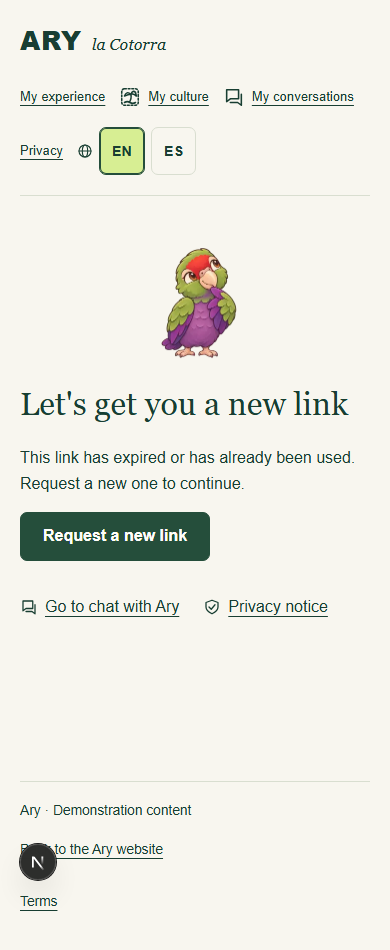 ARY la Cotorra
My experience My culture My conversations
Privacy EN ES
Let's get you a new link
This link has expired or has already been used.
Request a new one to continue.
Request a new link
Go to chat with Ary Privacy notice
Ary · Demonstration content
to the Ary website
N
Terms